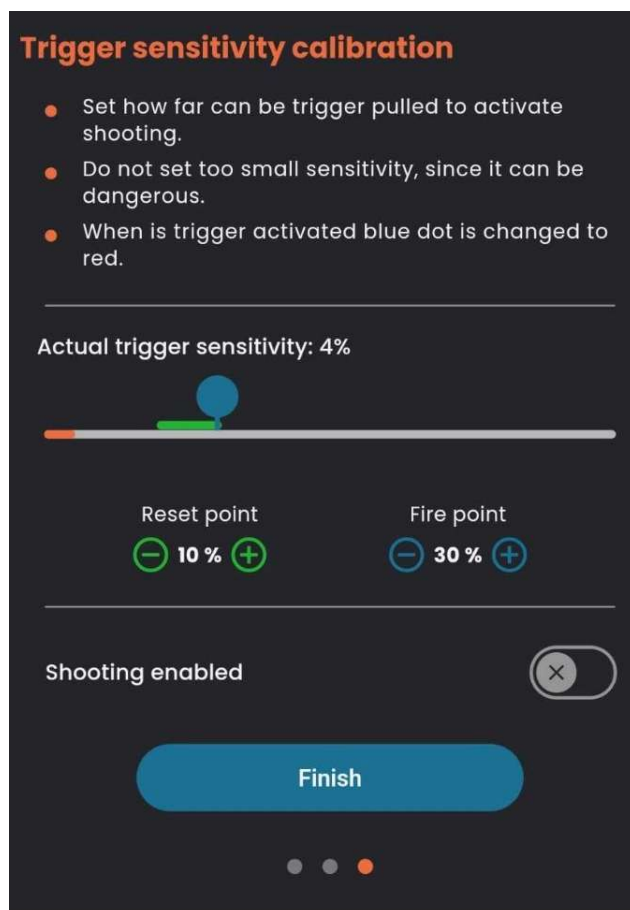 Trigger sensitivity calibration
Set how far can be trigger pulled to activate
shooting.
Do not set too small sensitivity, since it can be
dangerous.
When is trigger activated blue dot is changed to
red.
Actual trigger sensitivity: 4%
Reset point
Fire point
10 %
30 %
Shooting enabled
Finish